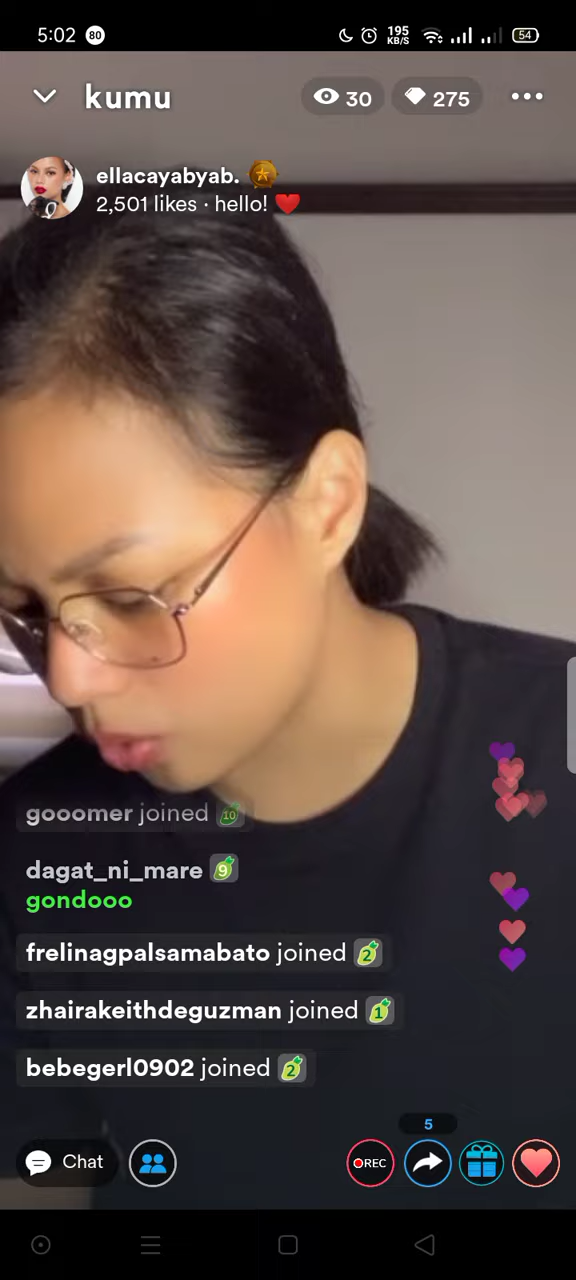 5:02 80 195 KB/S 54
kumu 30 275
ellacayabyab.
2,501 likes · hello! ❤️
gooomer joined 10
dagat_ni_mare 9
gondooo
frelinagpalsamabato joined 2
zhairakeithdeguzman joined 1
bebegerl0902 joined 2
5
Chat REC